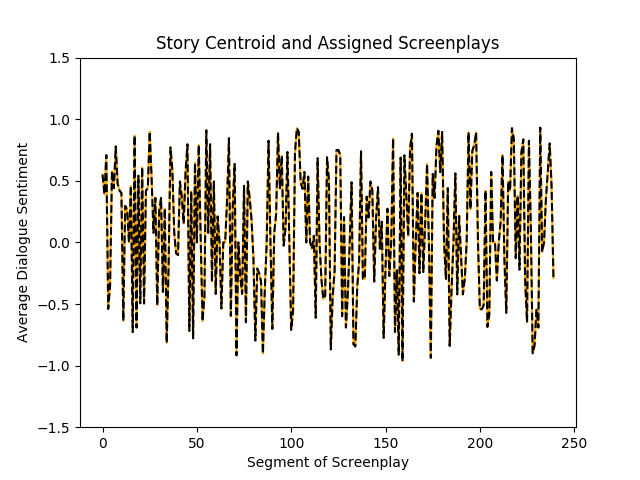 Story Centroid and Assigned Screenplays
1.5
1.0
0.5
0.0
−0.5
−1.0
−1.5
Average Dialogue Sentiment
0 50 100 150 200 250
Segment of Screenplay